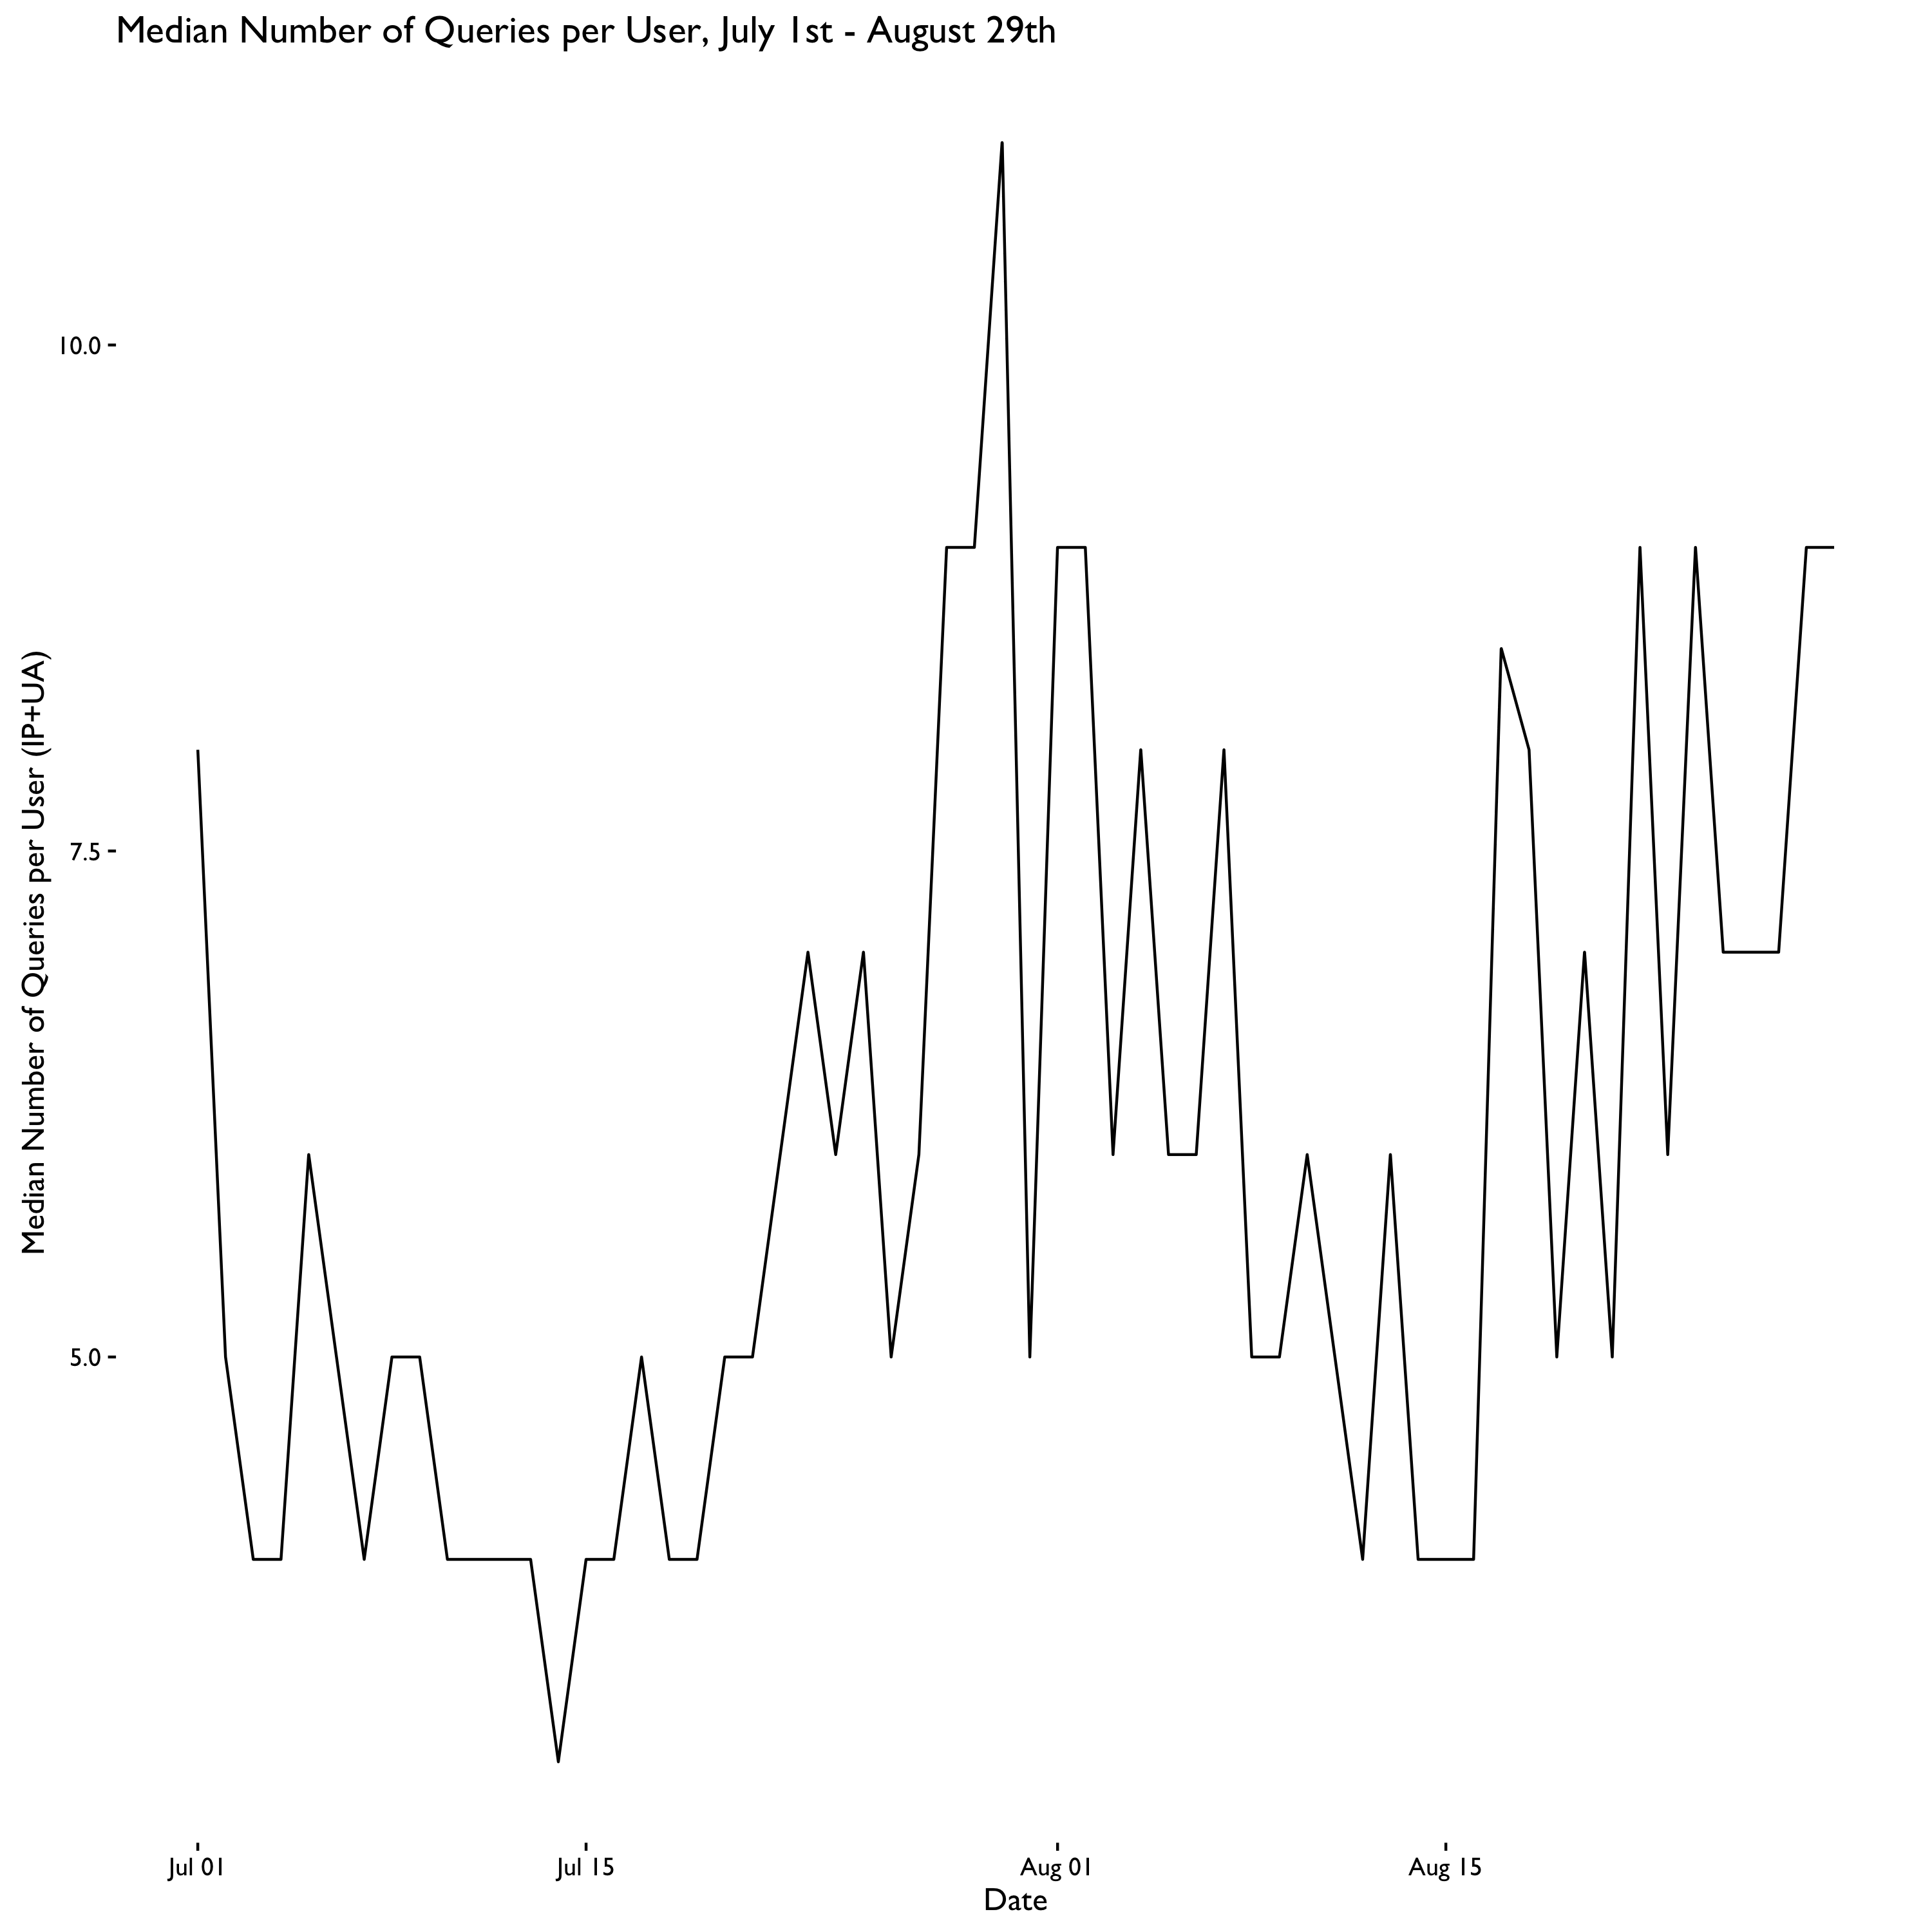 Median Number of Queries per User, July 1st - August 29th
Median Number of Queries per User (IP+UA)
10.0
7.5
5.0
Jul 01
Jul 15
Aug 01
Aug 15
Date